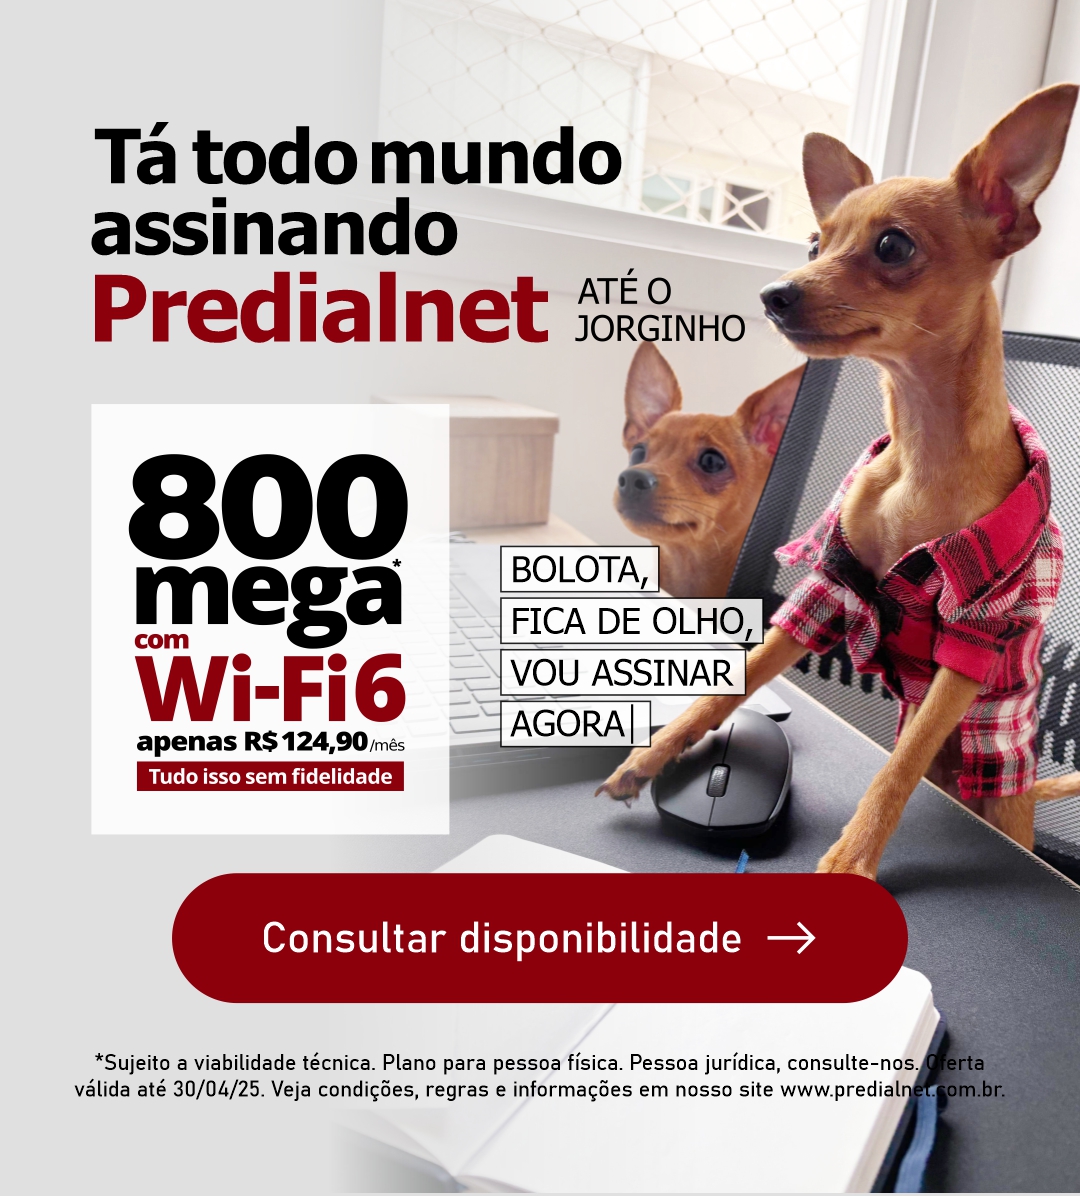 Tá todo mundo
assinando
Predialnet
ATÉ O
JORGINHO
800
mega*
com
Wi-Fi 6
apenas R$ 124,90/mês
Tudo isso sem fidelidade
BOLOTA,
FICA DE OLHO,
VOU ASSINAR
AGORA|
Consultar disponibilidade →
*Sujeito a viabilidade técnica. Plano para pessoa física. Pessoa jurídica, consulte-nos. Oferta
válida até 30/04/25. Veja condições, regras e informações em nosso site www.predialnet.com.br.